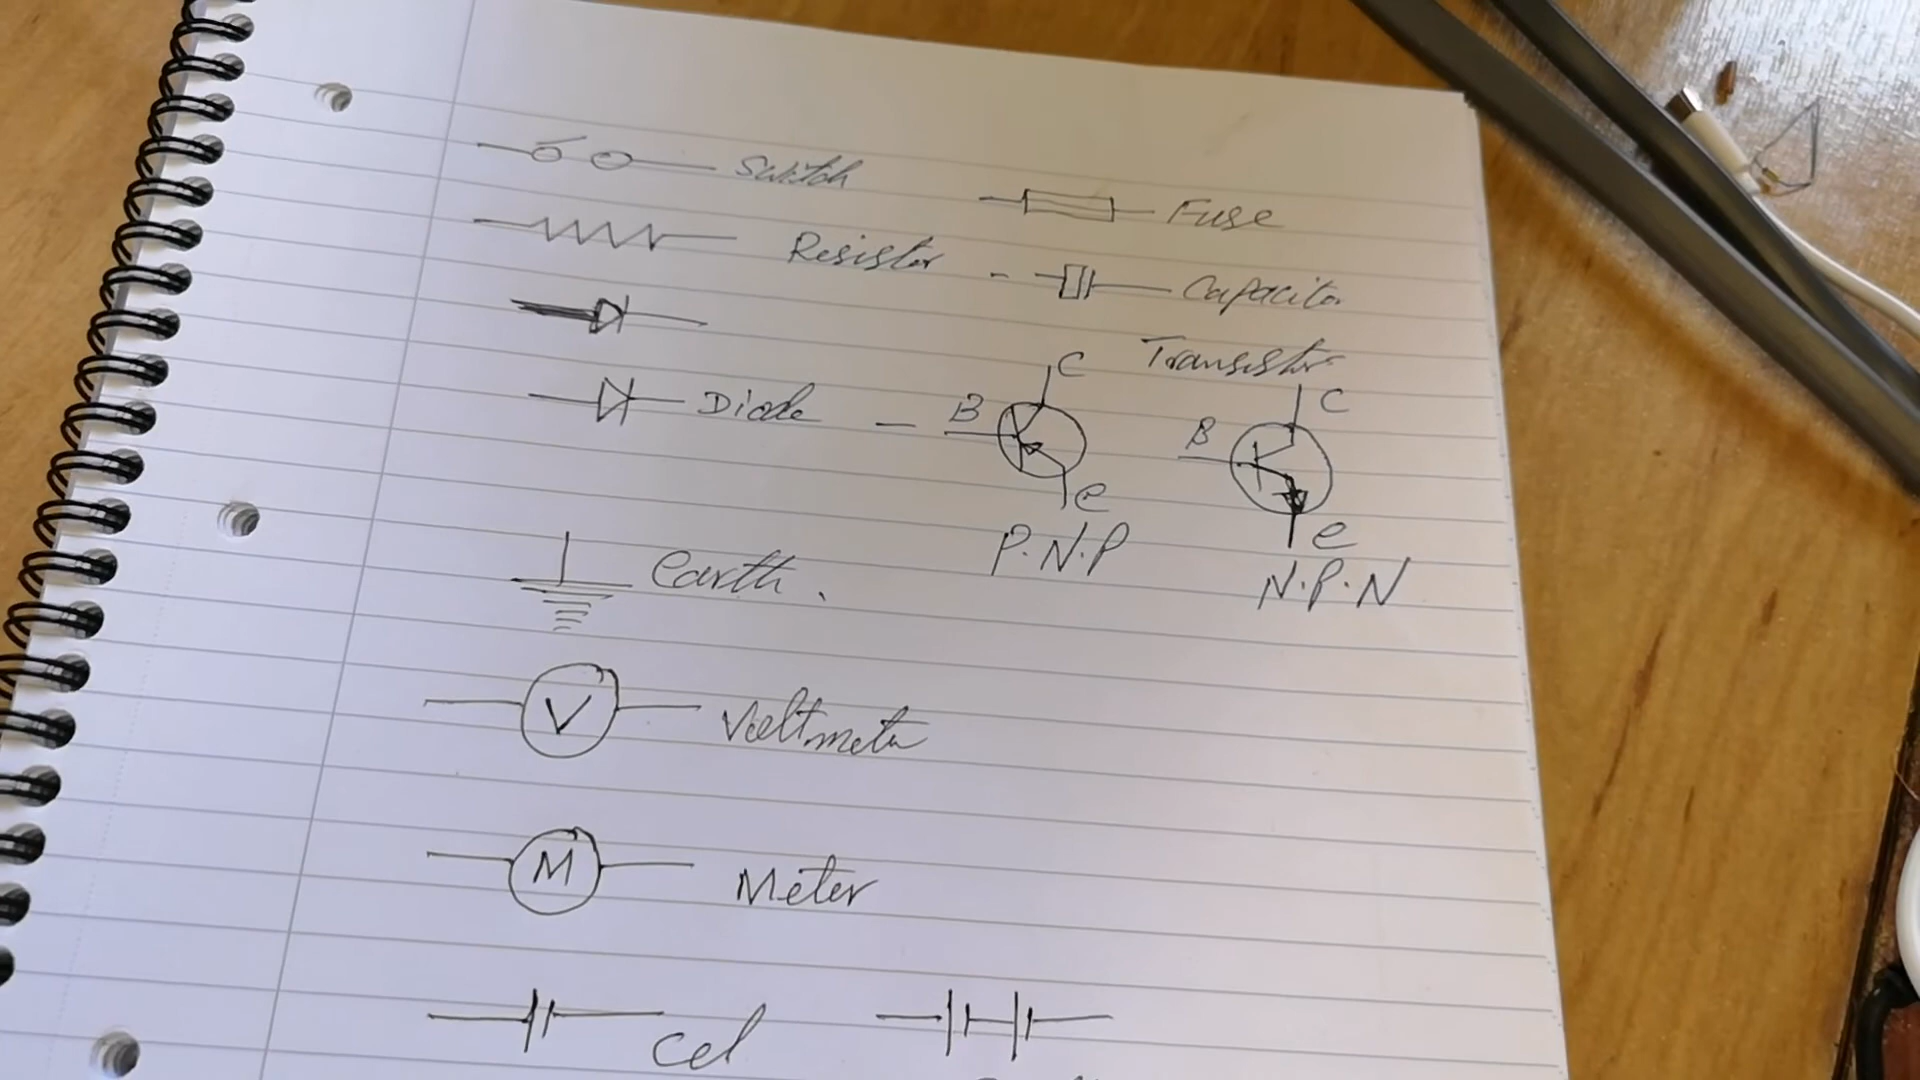 Switch
Fuse
Resistor
Capacitor
Transistor
C
C
Diode
B
B
e
e
P.N.P
N.P.N
earth.
V
Voltmeter
M
Meter
Cel